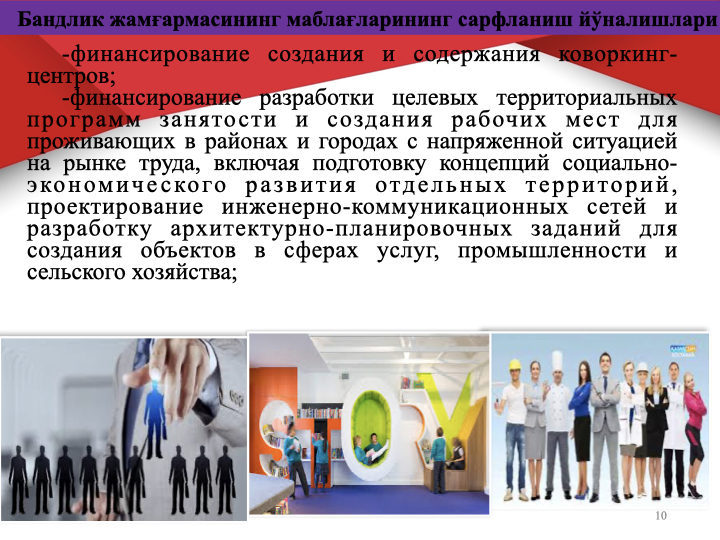 Бандлик жамғармасининг маблағларининг сарфланиш йўналишлари
-финансирование создания и содержания коворкинг-
центров;
-финансирование разработки целевых территориальных
программ занятости и создания рабочих мест для
проживающих в районах и городах с напряженной ситуацией
на рынке труда, включая подготовку концепций социально-
экономического развития отдельных территорий,
проектирование инженерно-коммуникационных сетей и
разработку архитектурно-планировочных заданий для
создания объектов в сферах услуг, промышленности и
сельского хозяйства;
STORY
10